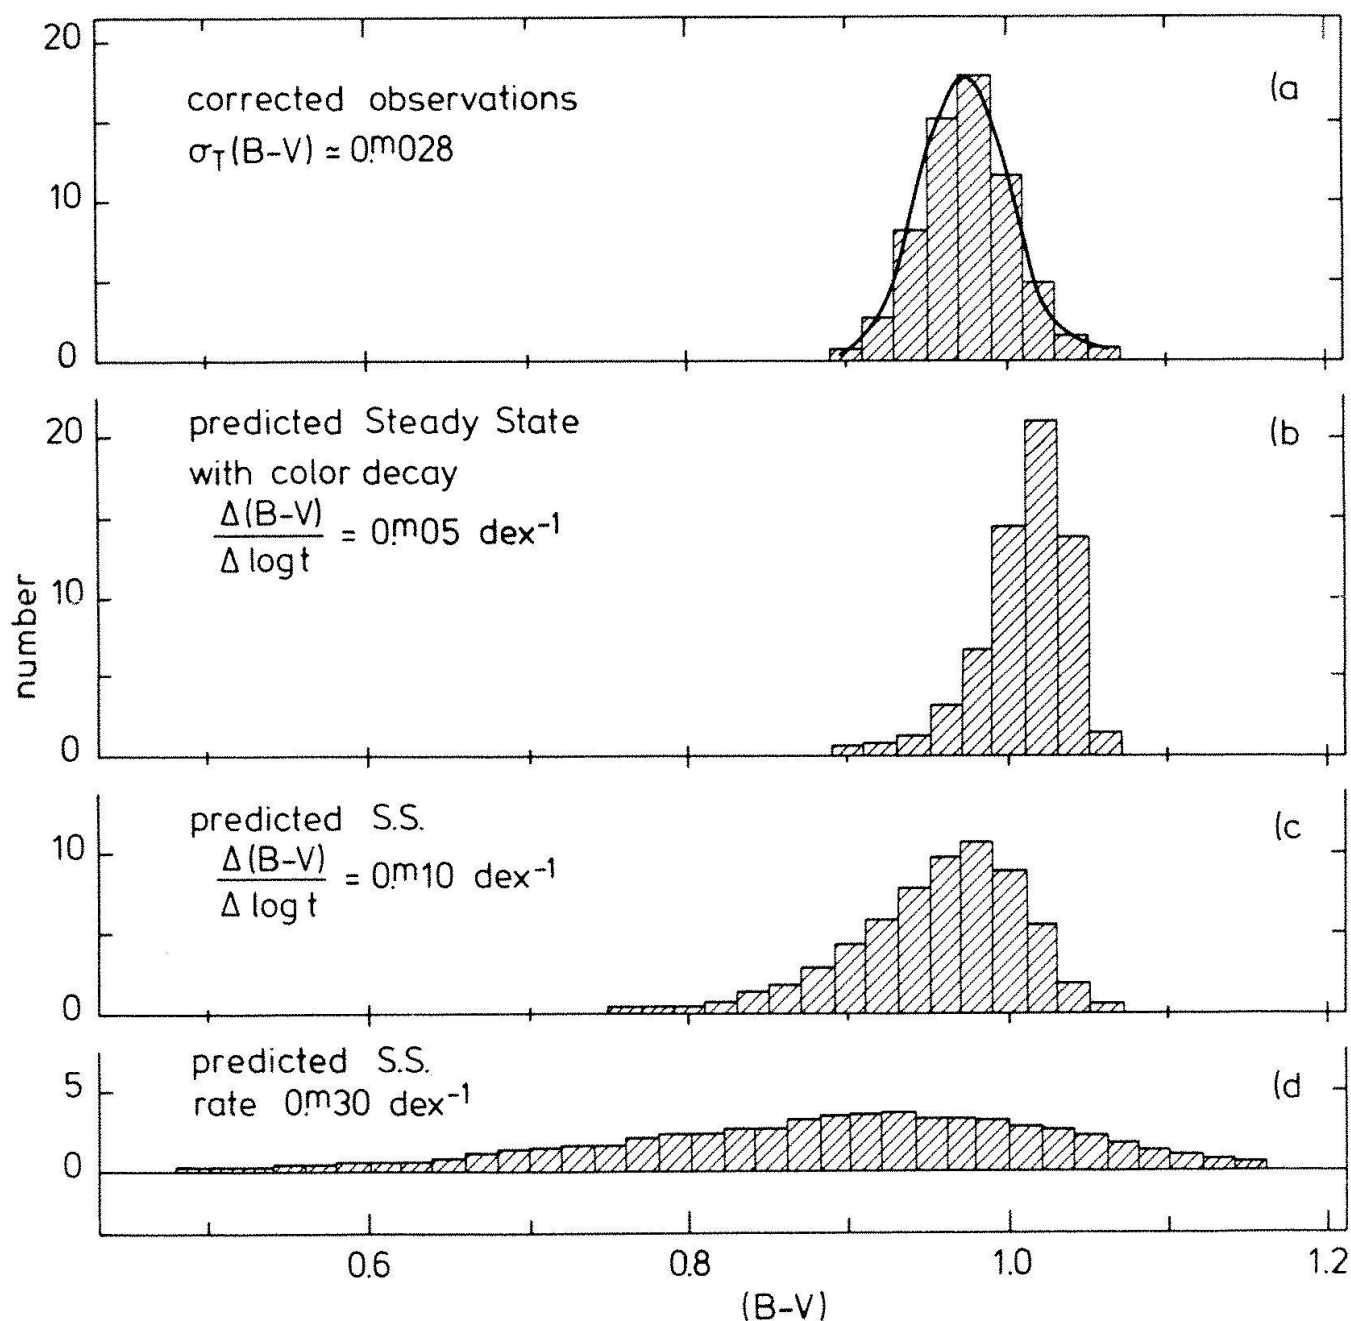 20
10
0
corrected observations
σT(B-V) ≃ 0.m028
(a
20
10
0
predicted Steady State
with color decay
Δ(B-V)
Δ log t
= 0.m05 dex-1
(b
number
10
0
predicted S.S.
Δ(B-V)
Δ log t
= 0.m10 dex-1
(c
5
0
predicted S.S.
rate 0.m30 dex-1
(d
0.6 0.8 1.0 1.2
(B-V)